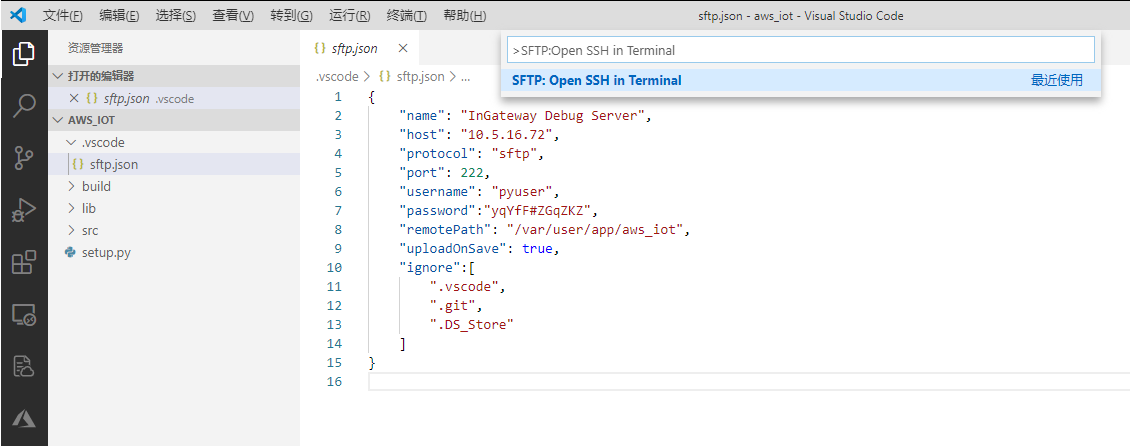 文件(F) 编辑(E) 选择(S) 查看(V) 转到(G) 运行(R) 终端(T) 帮助(H) sftp.json - aws_iot - Visual Studio Code
资源管理器
打开的编辑器
sftp.json .vscode
AWS_IOT
.vscode
{} sftp.json
build
lib
src
setup.py
{} sftp.json
>SFTP:Open SSH in Terminal
SFTP: Open SSH in Terminal 最近使用
.vscode > {} sftp.json > ...
1 {
2 "name": "InGateway Debug Server",
3 "host": "10.5.16.72",
4 "protocol": "sftp",
5 "port": 222,
6 "username": "pyuser",
7 "password":"yqYfF#ZGqZKZ",
8 "remotePath": "/var/user/app/aws_iot",
9 "uploadOnSave": true,
10 "ignore":[
11 ".vscode",
12 ".git",
13 ".DS_Store"
14 ]
15 }
16